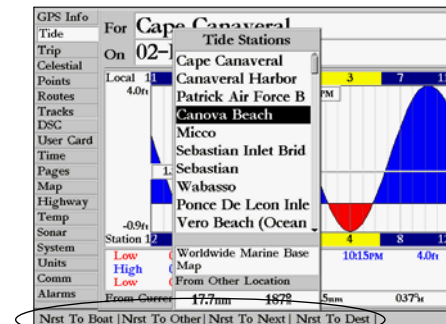 GPS Info
Tide
Trip
Celestial
Points
Routes
Tracks
DSC
User Card
Time
Pages
Map
Highway
Temp
Sonar
System
Units
Comm
Alarms
For Cape Canaveral
On 02-
Tide Stations
Cape Canaveral
Canaveral Harbor
Patrick Air Force B
Canova Beach
Micco
Sebastian Inlet Brid
Sebastian
Wabasso
Ponce De Leon Inle
Vero Beach (Ocean
Worldwide Marine Base
Map
From Other Location
17.7nm 187°
Local 11 3 7 11
4.0ft PM
-0.9ft
Station 12 4 8
Low
High 10:15PM 4.0ft
Low
From Curre 5nm 037°
Nrst To Boat | Nrst To Other | Nrst To Next | Nrst To Dest